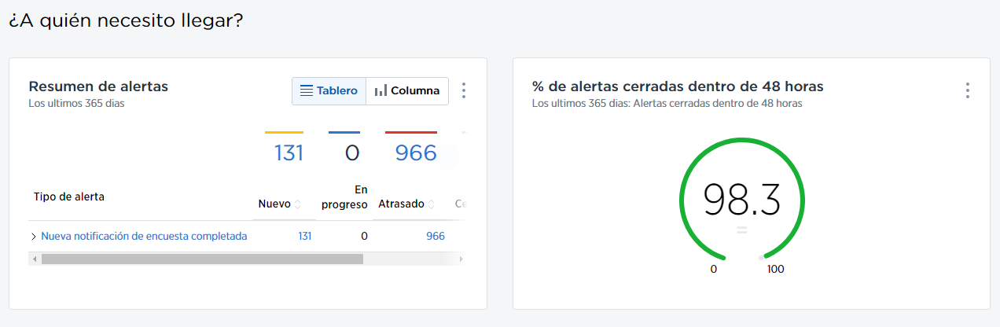 ¿A quién necesito llegar?
Resumen de alertas
Los ultimos 365 dias
Tablero
Columna
131 0 966
Tipo de alerta
Nuevo
En progreso
Atrasado
Ce
Nueva notificación de encuesta completada 131 0 966
% de alertas cerradas dentro de 48 horas
Los ultimos 365 dias: Alertas cerradas dentro de 48 horas
98.3
=
0 100